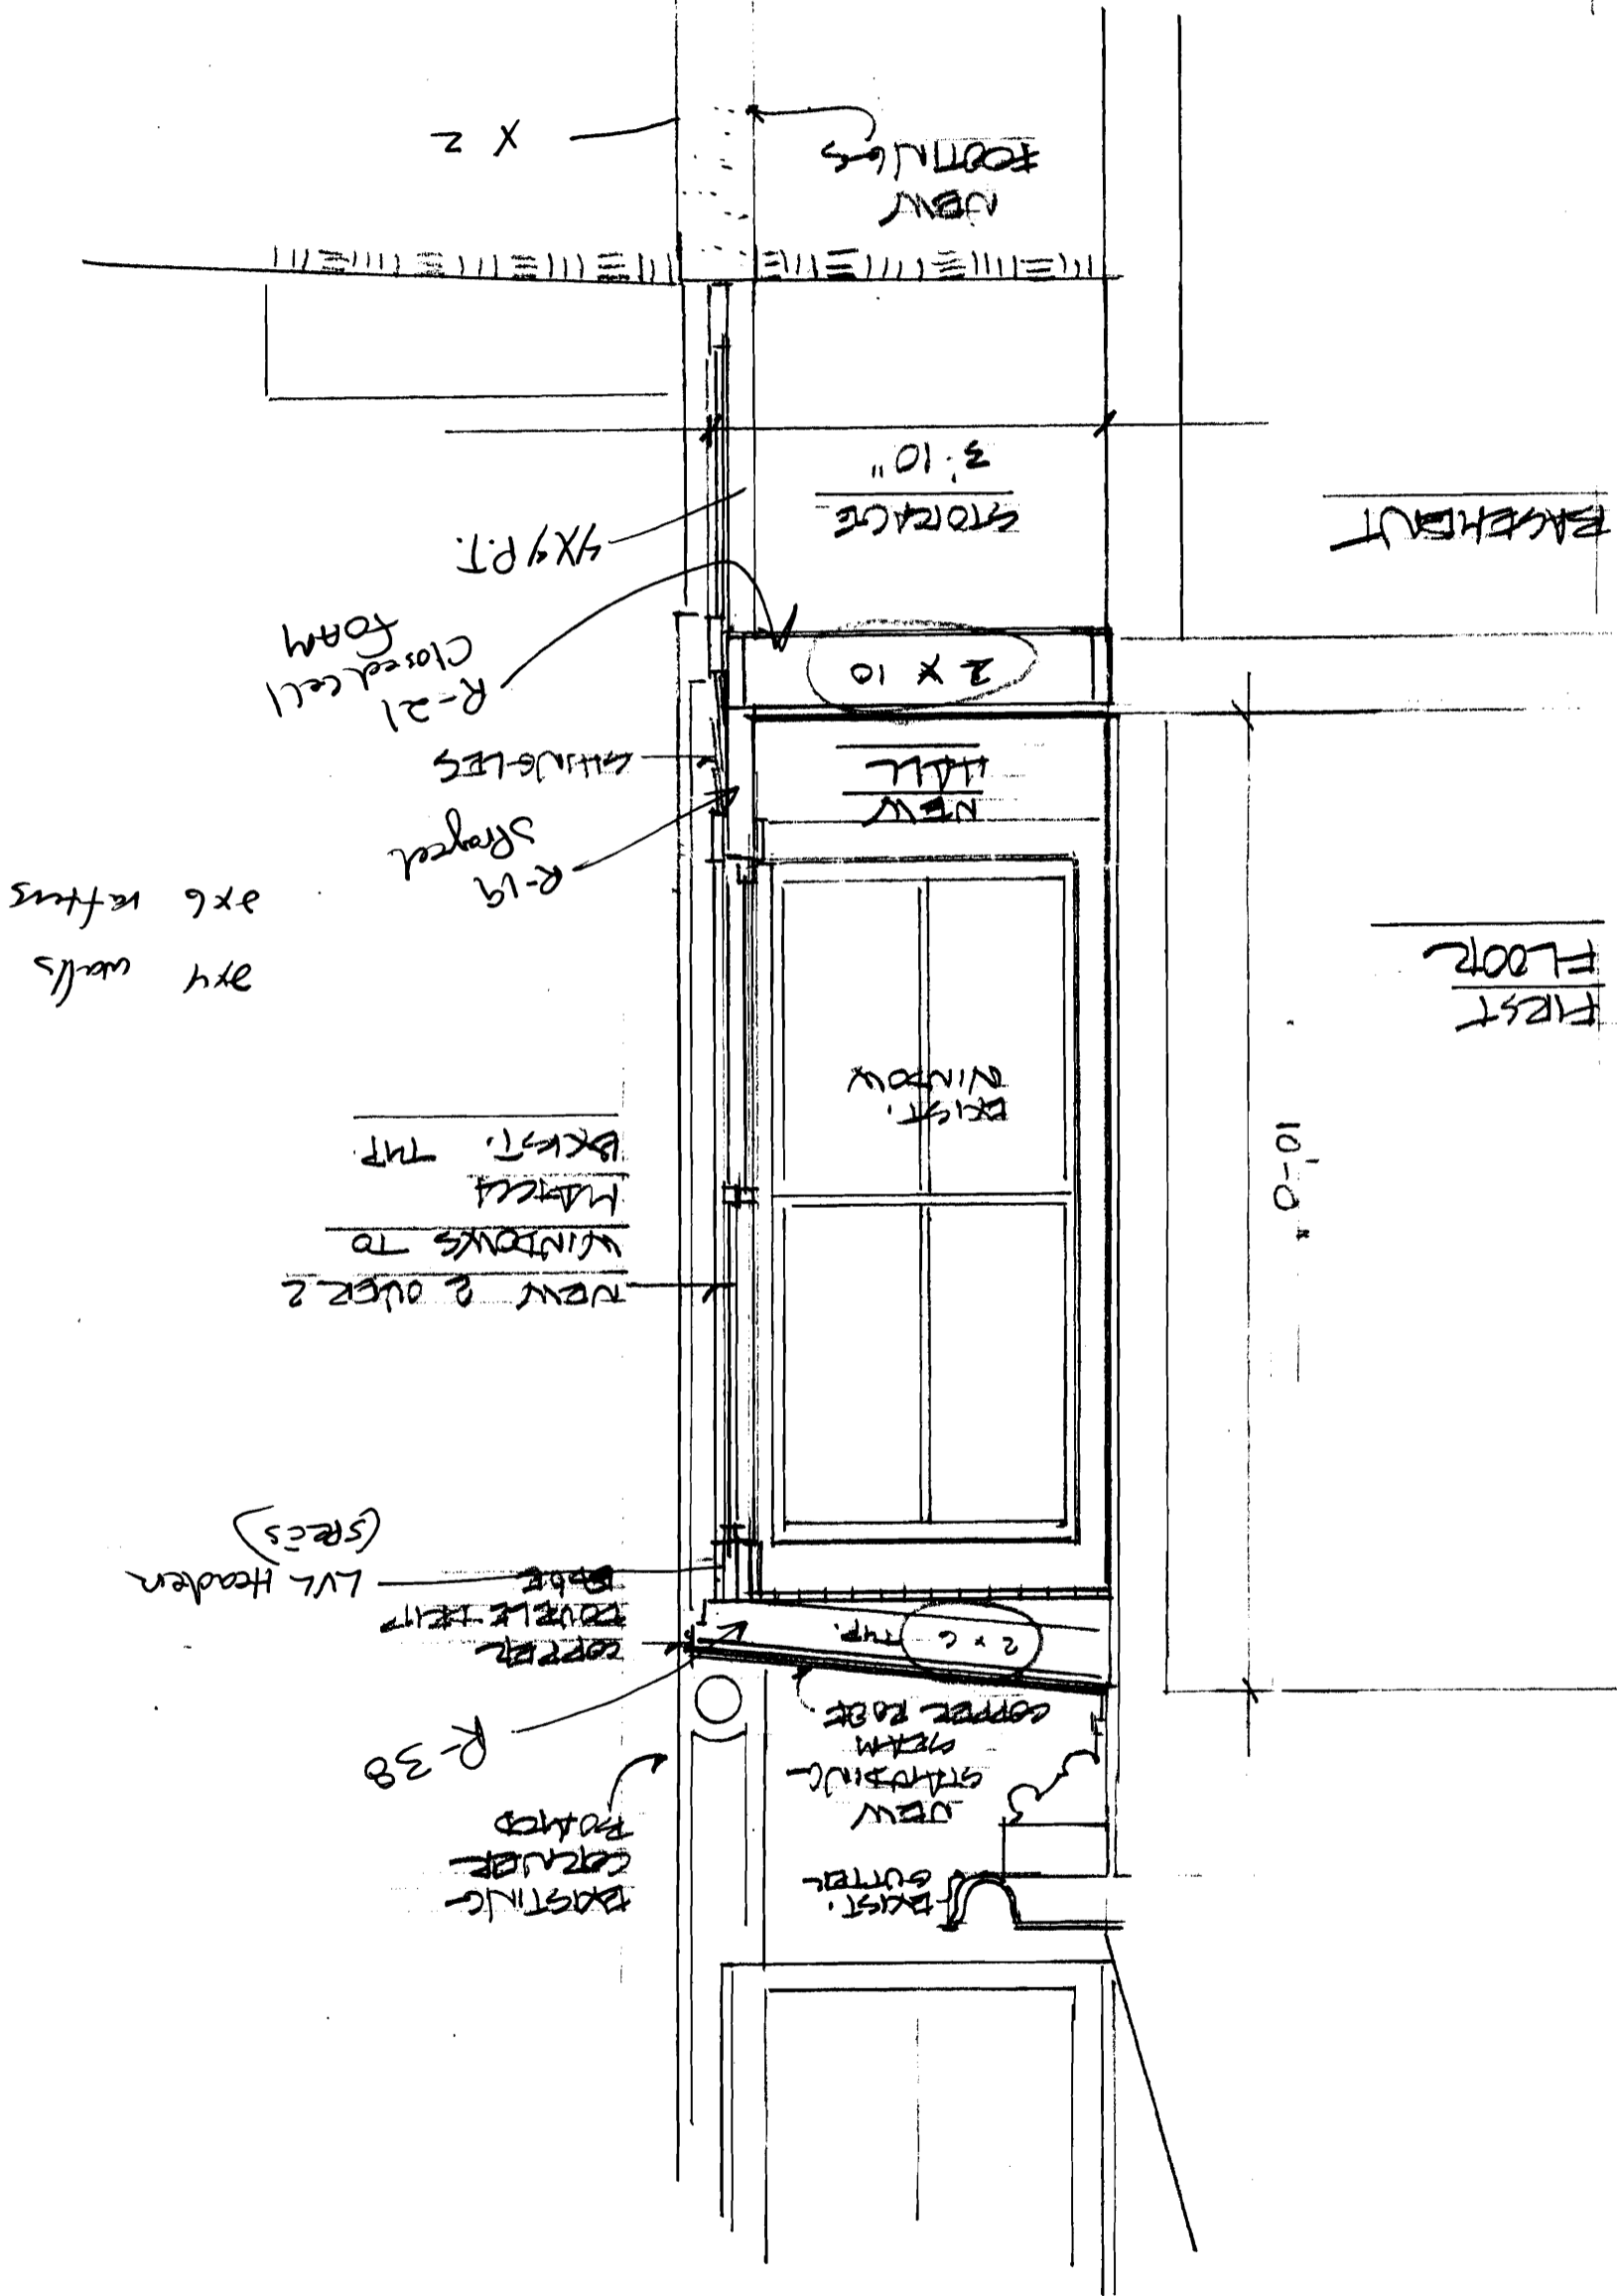 EXIST.
GUTTER
NEW
STANDING
SEAM
COPPER ROOF
EXISTING
CORNER
BOARD
R-38
2 x 6 TYP.
COPPER
DOUBLE DRIP
EDGE
LVL Header
(SPECS)
10'-0"
NEW 2 OVER 2
WINDOWS TO
MATCH
EXIST. TYP.
EXIST.
WINDOW
FIRST
FLOOR
2x4 walls
2x6 rafters
R-19
Sprayed
SHINGLES
NEW
HALL
R-21
Closed cell
FOAM
2 X 10
4X4 P.T.
STORAGE
3'-10"
BASEMENT
NEW
FOOTINGS
X 2